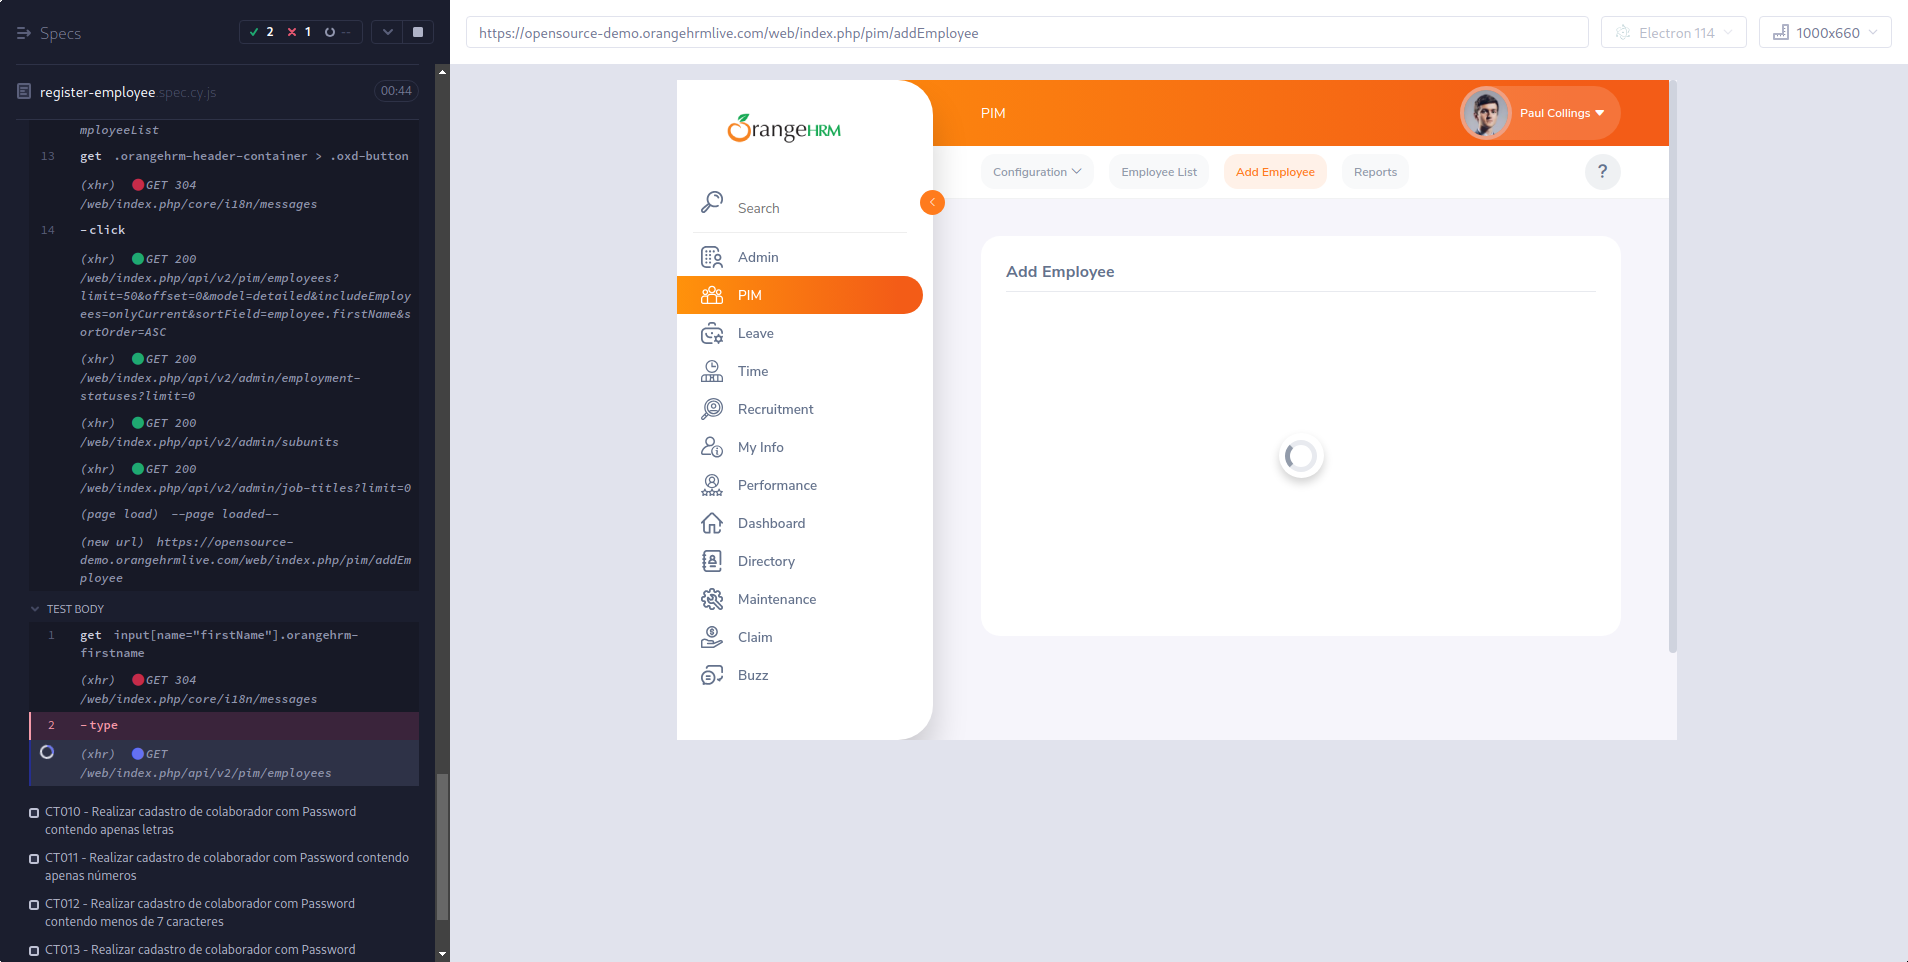 Specs
2
1
--
register-employee.spec.cy.js
00:44
mployeeList
13 get .orangehrm-header-container > .oxd-button
(xhr) GET 304
/web/index.php/core/i18n/messages
14 -click
(xhr) GET 200
/web/index.php/api/v2/pim/employees?
limit=50&offset=0&model=detailed&includeEmploy
ees=onlyCurrent&sortField=employee.firstName&s
ortOrder=ASC
(xhr) GET 200
/web/index.php/api/v2/admin/employment-
statuses?limit=0
(xhr) GET 200
/web/index.php/api/v2/admin/subunits
(xhr) GET 200
/web/index.php/api/v2/admin/job-titles?limit=0
(page load) --page loaded--
(new url) https://opensource-
demo.orangehrmlive.com/web/index.php/pim/addEm
ployee
TEST BODY
1 get input[name="firstName"].orangehrm-
firstname
(xhr) GET 304
/web/index.php/core/i18n/messages
2 -type
(xhr) GET
/web/index.php/api/v2/pim/employees
CT010 - Realizar cadastro de colaborador com Password
contendo apenas letras
CT011 - Realizar cadastro de colaborador com Password contendo
apenas números
CT012 - Realizar cadastro de colaborador com Password
contendo menos de 7 caracteres
CT013 - Realizar cadastro de colaborador com Password
https://opensource-demo.orangehrmlive.com/web/index.php/pim/addEmployee
Electron 114
1000x660
OrangeHRM
Search
Admin
PIM
Leave
Time
Recruitment
My Info
Performance
Dashboard
Directory
Maintenance
Claim
Buzz
PIM
Paul Collings
Configuration
Employee List
Add Employee
Reports
?
Add Employee